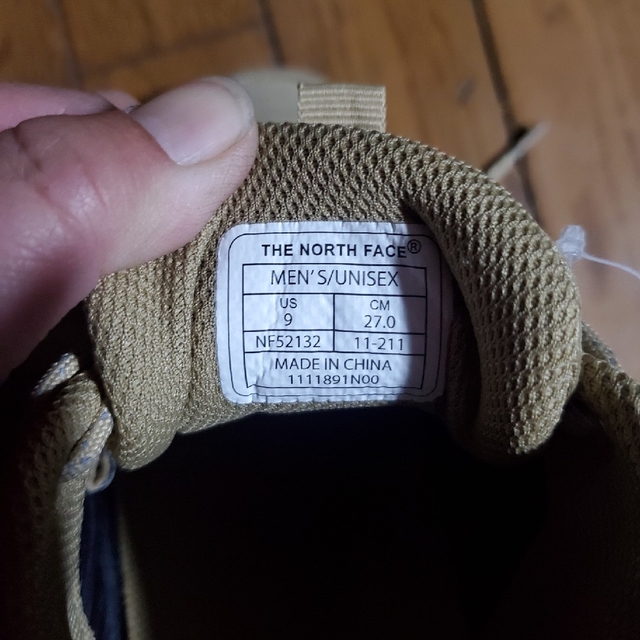 THE NORTH FACE®
MEN'S/UNISEX
US CM
9 27.0
NF52132 11-211
MADE IN CHINA
1111891N00